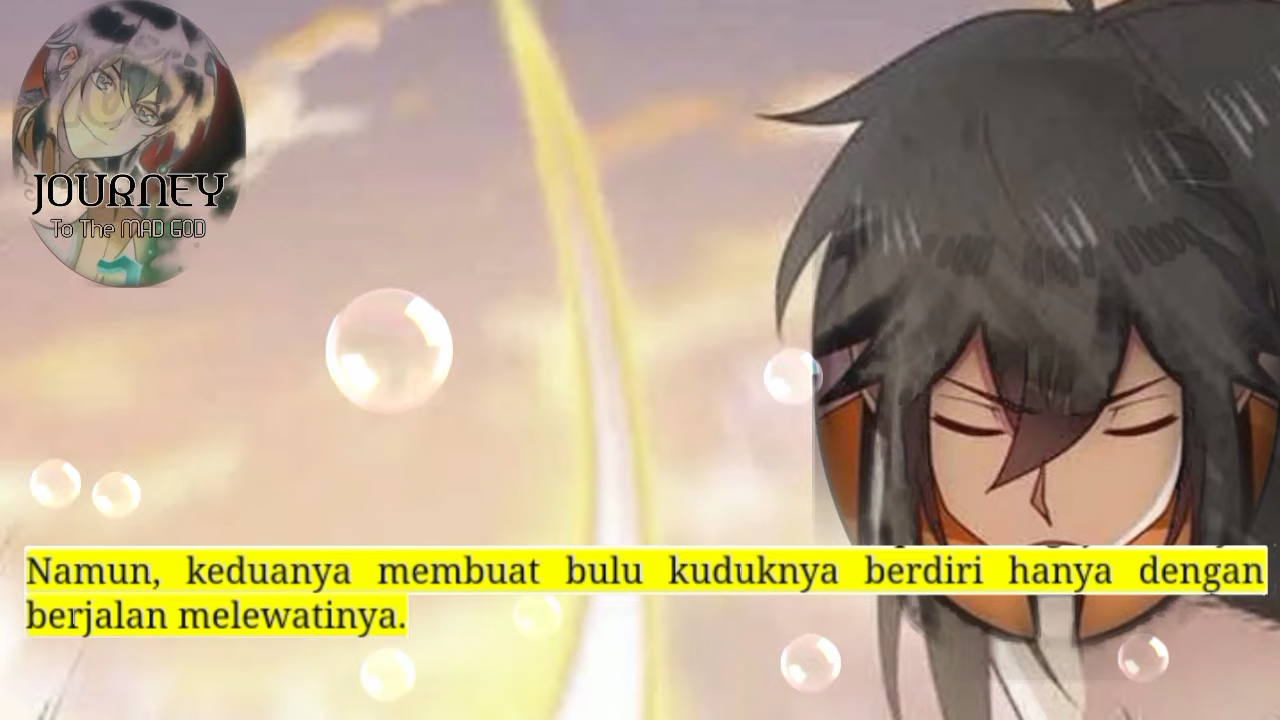 JOURNEY
To The MAD GOD
Namun, keduanya membuat bulu kuduknya berdiri hanya dengan
berjalan melewatinya.